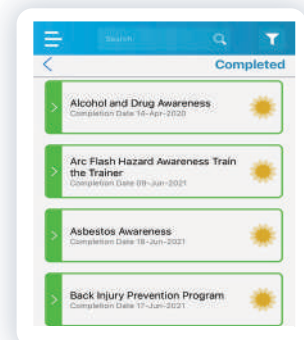 Search
Completed
Alcohol and Drug Awareness
Completion Date 14-Apr-2020
Arc Flash Hazard Awareness Train
the Trainer
Completion Date 09-Jun-2021
Asbestos Awareness
Completion Date 18-Jun-2021
Back Injury Prevention Program
Completion Date 17-Jun-2021